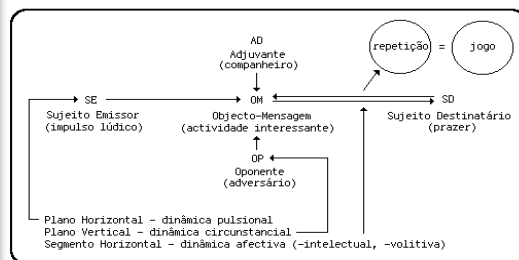 AD
Adjuvante
(companheiro)
repetição = jogo
SE OM SD
Sujeito Emissor Objecto-Mensagem Sujeito Destinatário
(impulso lúdico) (actividade interessante) (prazer)
OP
Oponente
(adversário)
Plano Horizontal - dinâmica pulsional
Plano Vertical - dinâmica circunstancial
Segmento Horizontal - dinâmica afectiva (-intelectual, -volitiva)